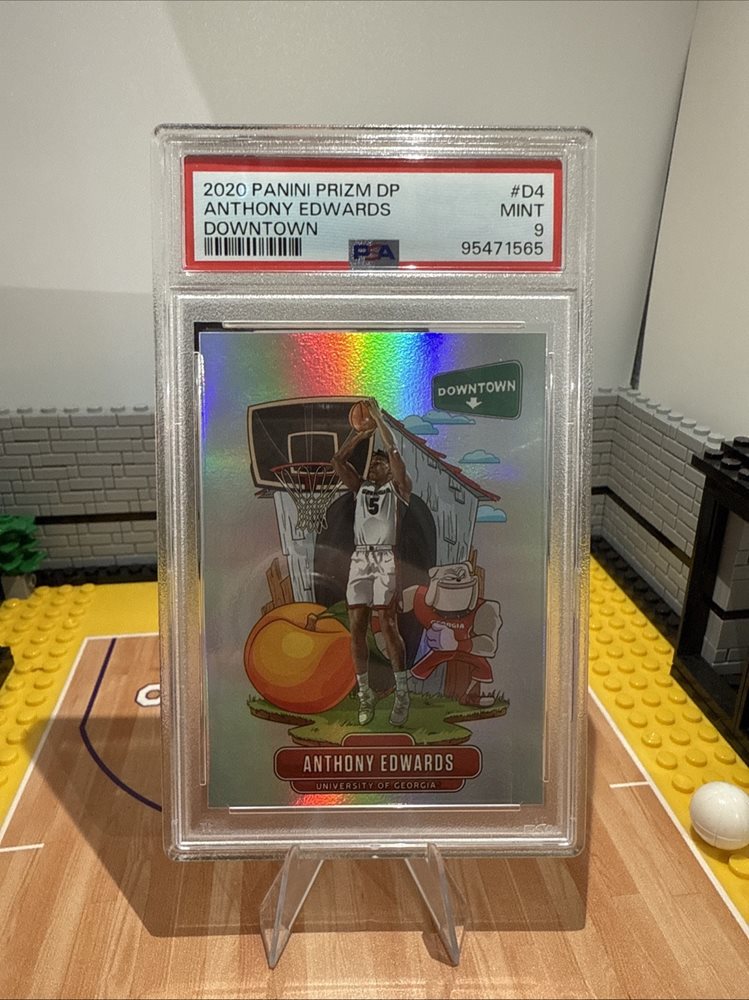 2020 PANINI PRIZM DP #D4
ANTHONY EDWARDS MINT
DOWNTOWN 9
PSA 95471565
DOWNTOWN
5
GEORGIA
ANTHONY EDWARDS
UNIVERSITY OF GEORGIA